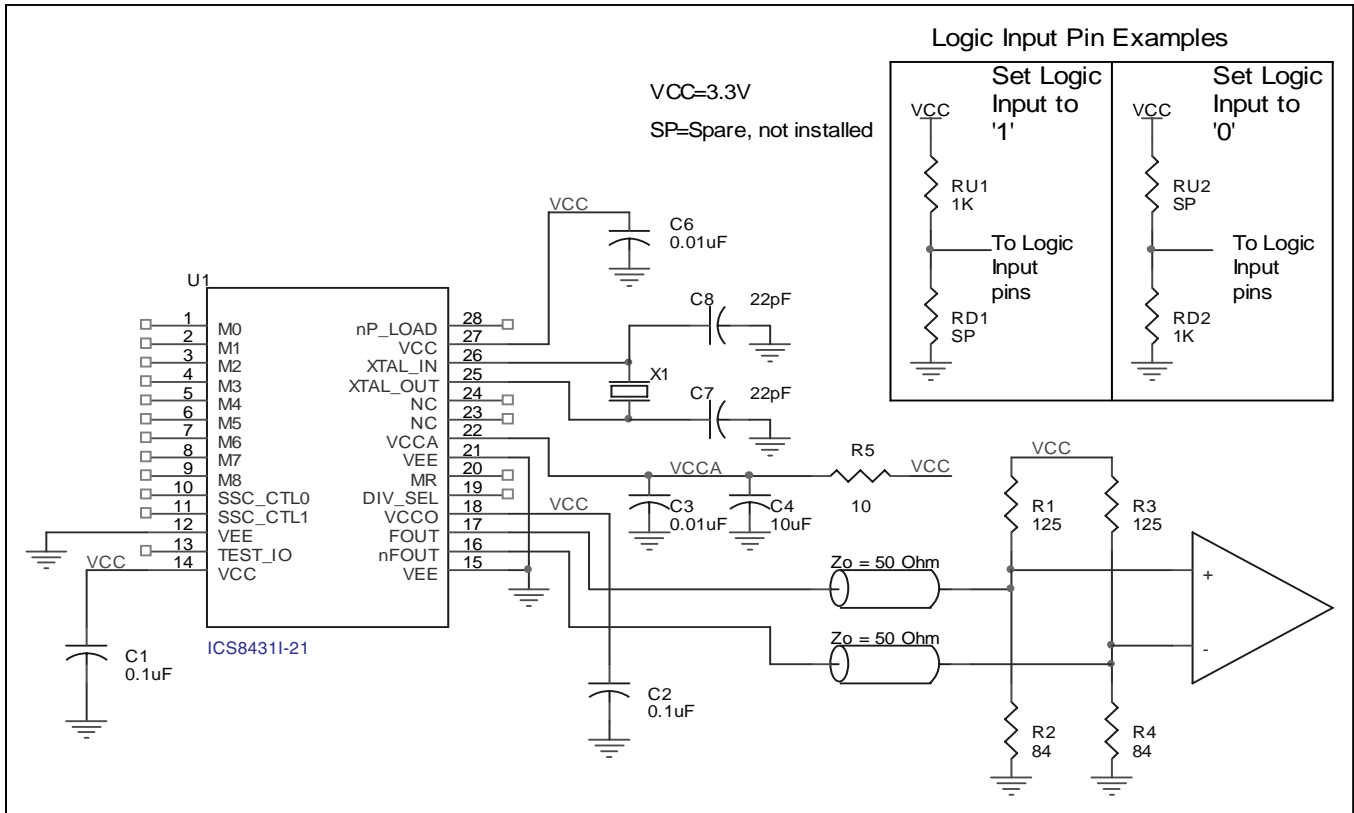 Logic Input Pin Examples
VCC=3.3V
SP=Spare, not installed
Set Logic
Input to
'1'
VCC
RU1
1K
To Logic
Input
pins
RD1
SP
Set Logic
Input to
'0'
VCC
RU2
SP
To Logic
Input
pins
RD2
1K
U1
1 M0
2 M1
3 M2
4 M3
5 M4
6 M5
7 M6
8 M7
9 M8
10 SSC_CTL0
11 SSC_CTL1
12 VEE
13 TEST_IO
14 VCC
nP_LOAD 28
VCC 27
XTAL_IN 26
XTAL_OUT 25
NC 24
NC 23
VCCA 22
VEE 21
MR 20
DIV_SEL 19
VCCO 18
FOUT 17
nFOUT 16
VEE 15
ICS8431I-21
VCC
C1
0.1uF
VCC
C6
0.01uF
C8 22pF
X1
C7 22pF
VCCA
C3
0.01uF
C4
10uF
R5
10
VCC
VCC
C2
0.1uF
Zo = 50 Ohm
Zo = 50 Ohm
VCC
R1
125
R3
125
+
-
R2
84
R4
84